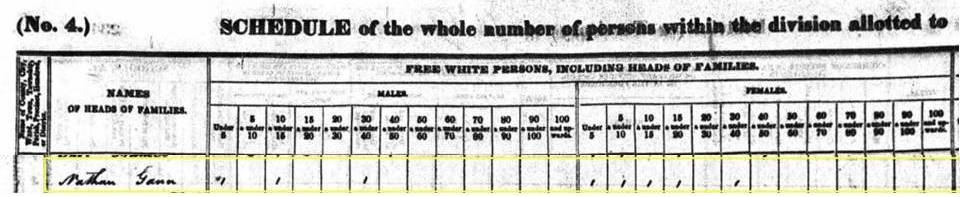 (No. 4.) SCHEDULE of the whole number of persons within the division allotted to
FREE WHITE PERSONS, INCLUDING HEADS OF FAMILIES.
NAMES
OF HEADS OF FAMILIES.
MALES. FEMALES.
Under 5 5 & under 10 10 & under 15 15 & under 20 20 & under 30 30 & under 40 40 & under 50 50 & under 60 60 & under 70 70 & under 80 80 & under 90 90 & under 100 100 and upwards. Under 5 5 & under 10 10 & under 15 15 & under 20 20 & under 30 30 & under 40 40 & under 50 50 & under 60 60 & under 70 70 & under 80 80 & under 90 90 & under 100 100 and upwards.
Nathan Gann 1 1 1 1 1 1 1